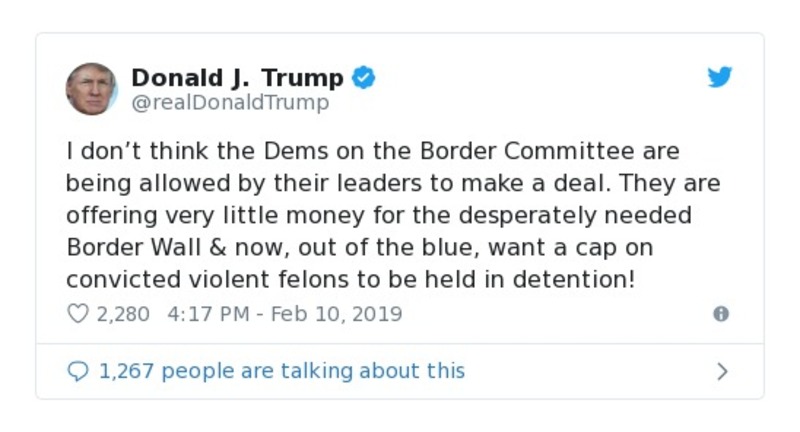 Donald J. Trump
@realDonaldTrump
I don’t think the Dems on the Border Committee are
being allowed by their leaders to make a deal. They are
offering very little money for the desperately needed
Border Wall & now, out of the blue, want a cap on
convicted violent felons to be held in detention!
2,280 4:17 PM - Feb 10, 2019
1,267 people are talking about this